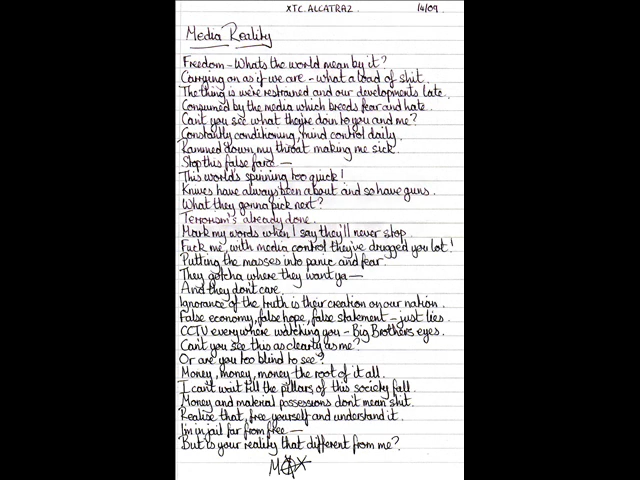 XTC. ALCATRAZ. 14/09.
Media Reality
Freedom – Whats the world mean by it?
Carrying on as if we are – what a load of shit.
The thing is we're restrained and our developments late.
Consumed by the media which breeds fear and hate.
Can't you see what they're doin to you and me?
Constantly conditioning, mind control daily.
Rammed down my throat making me sick.
Stop this false farce —
This world's spinning too quick!
Knives have always been about and so have guns.
What they gonna pick next?
Terrorism's already done.
Mark my words when I say they'll never stop.
Fuck me, with media control they've drugged you lot!
Putting the masses into panic and fear.
They gotcha where they want ya —
And they don't care.
Ignorance of the truth is their creation on our nation.
False economy, false hope, false statement – just lies.
CCTV everywhere watching you – Big Brothers eyes.
Can't you see this as clearly as me?
Or are you too blind to see?
Money, money, money the root of it all.
I can't wait till the pillars of this society fall.
Money and material possessions don't mean shit.
Realise that, free yourself and understand it.
I'm in jail far from free —
But is your reality that different from me?
MAX